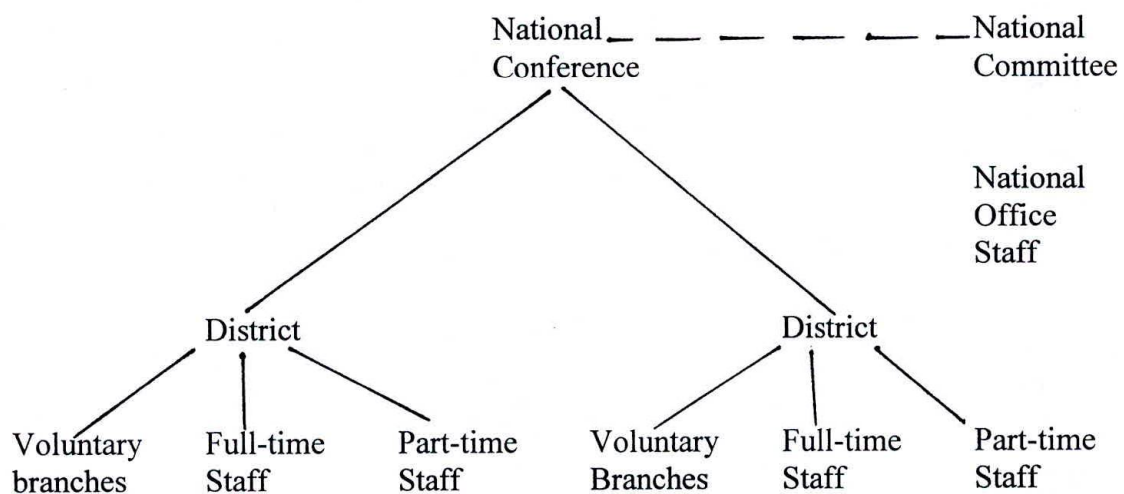 National
Conference
National
Committee
National
Office
Staff
District
District
Voluntary
branches
Full-time
Staff
Part-time
Staff
Voluntary
Branches
Full-time
Staff
Part-time
Staff